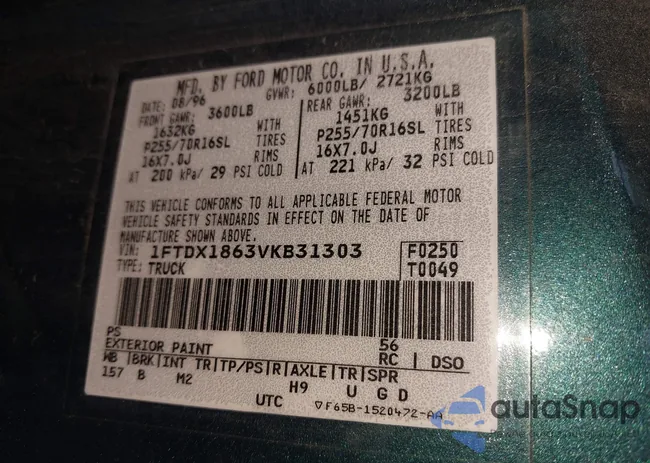 MFD. BY FORD MOTOR CO. IN U.S.A.
DATE: 08/96 GVWR: 6000LB/ 2721KG
FRONT GAWR: 3600LB REAR GAWR: 3200LB
1632KG WITH 1451KG WITH
P255/70R16SL TIRES P255/70R16SL TIRES
16X7.0J RIMS 16X7.0J RIMS
AT 200 kPa/ 29 PSI COLD AT 221 kPa/ 32 PSI COLD
THIS VEHICLE CONFORMS TO ALL APPLICABLE FEDERAL MOTOR
VEHICLE SAFETY STANDARDS IN EFFECT ON THE DATE OF
MANUFACTURE SHOWN ABOVE.
VIN: 1FTDX1863VKB31303 F0250
TYPE: TRUCK T0049
PS 56
EXTERIOR PAINT RC DSO
WB BRK INT TR TP/PS R AXLE TR SPR
157 B M2 H9 U G D
UTC F65B-1520472-AA
autoSnap